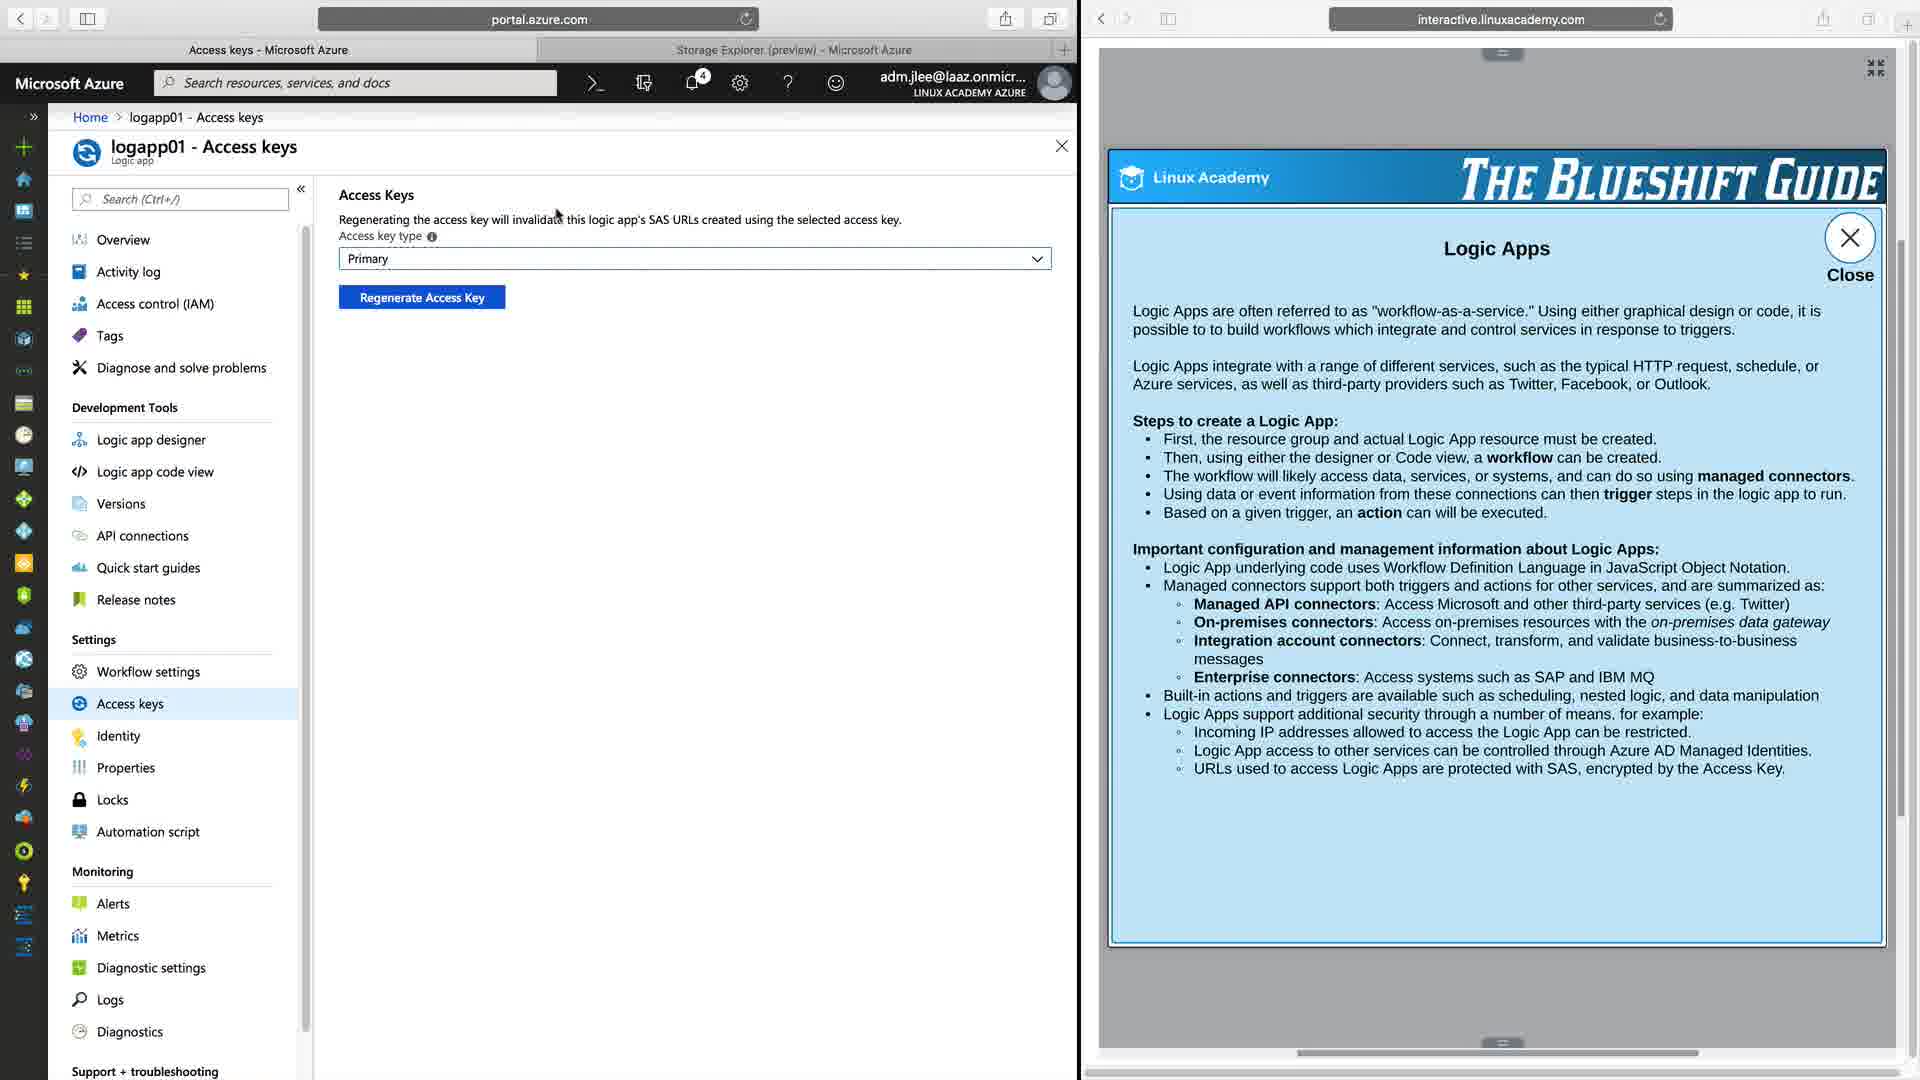 portal.azure.com
Access keys - Microsoft Azure
Storage Explorer (preview) - Microsoft Azure
Microsoft Azure
Search resources, services, and docs
4
adm.jlee@laaz.onmicr...
LINUX ACADEMY AZURE
Home > logapp01 - Access keys
logapp01 - Access keys
Logic app
Search (Ctrl+/)
Overview
Activity log
Access control (IAM)
Tags
Diagnose and solve problems
Development Tools
Logic app designer
Logic app code view
Versions
API connections
Quick start guides
Release notes
Settings
Workflow settings
Access keys
Identity
Properties
Locks
Automation script
Monitoring
Alerts
Metrics
Diagnostic settings
Logs
Diagnostics
Support + troubleshooting
Access Keys
Regenerating the access key will invalidate this logic app's SAS URLs created using the selected access key.
Access key type
Primary
Regenerate Access Key
interactive.linuxacademy.com
Linux Academy
THE BLUESHIFT GUIDE
Logic Apps
Close
Logic Apps are often referred to as "workflow-as-a-service." Using either graphical design or code, it is
possible to to build workflows which integrate and control services in response to triggers.
Logic Apps integrate with a range of different services, such as the typical HTTP request, schedule, or
Azure services, as well as third-party providers such as Twitter, Facebook, or Outlook.
Steps to create a Logic App:
• First, the resource group and actual Logic App resource must be created.
• Then, using either the designer or Code view, a workflow can be created.
• The workflow will likely access data, services, or systems, and can do so using managed connectors.
• Using data or event information from these connections can then trigger steps in the logic app to run.
• Based on a given trigger, an action can will be executed.
Important configuration and management information about Logic Apps:
• Logic App underlying code uses Workflow Definition Language in JavaScript Object Notation.
• Managed connectors support both triggers and actions for other services, and are summarized as:
◦ Managed API connectors: Access Microsoft and other third-party services (e.g. Twitter)
◦ On-premises connectors: Access on-premises resources with the on-premises data gateway
◦ Integration account connectors: Connect, transform, and validate business-to-business
messages
◦ Enterprise connectors: Access systems such as SAP and IBM MQ
• Built-in actions and triggers are available such as scheduling, nested logic, and data manipulation
• Logic Apps support additional security through a number of means, for example:
◦ Incoming IP addresses allowed to access the Logic App can be restricted.
◦ Logic App access to other services can be controlled through Azure AD Managed Identities.
◦ URLs used to access Logic Apps are protected with SAS, encrypted by the Access Key.